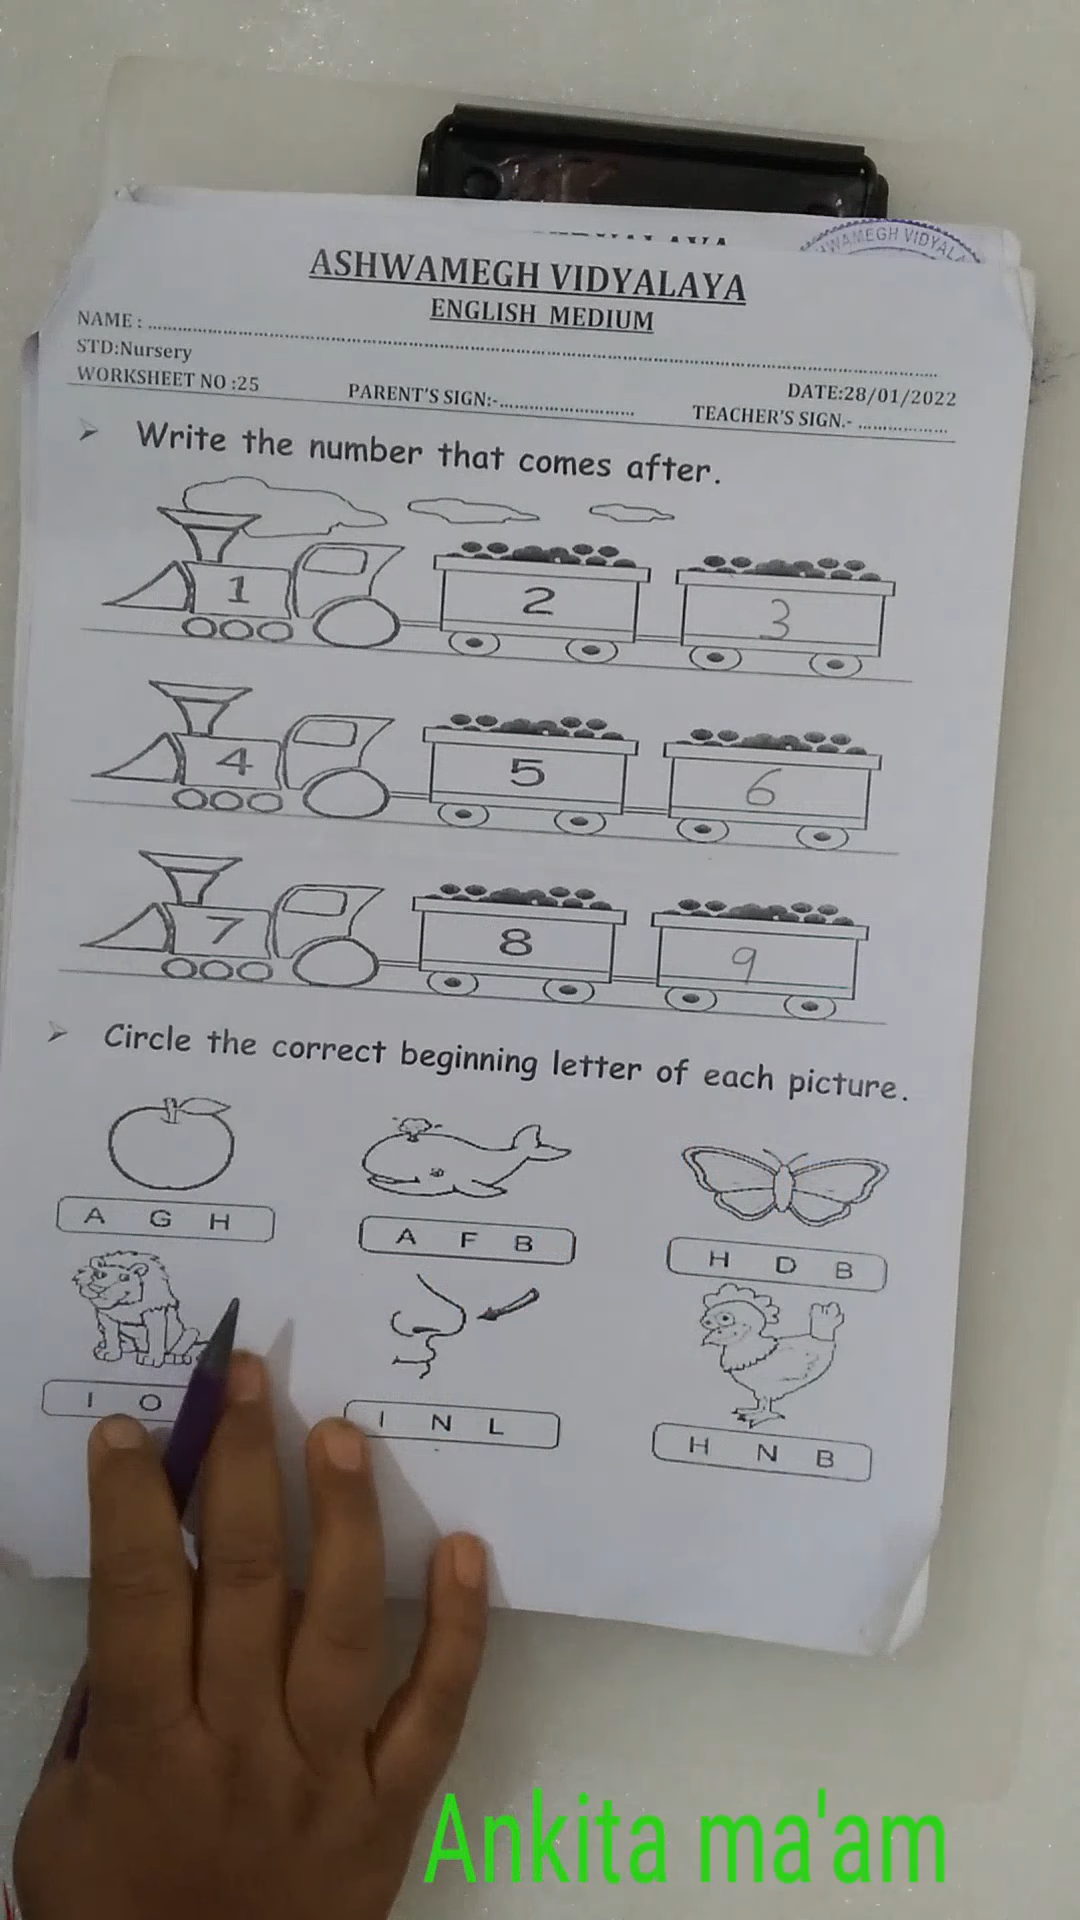 WAMEGH VIDYALA
ASHWAMEGH VIDYALAYA
ENGLISH MEDIUM
NAME : ........................................
STD:Nursery
WORKSHEET NO :25 PARENT'S SIGN:-........................... DATE:28/01/2022
TEACHER'S SIGN.- ..................
➢ Write the number that comes after.
1 2 3
4 5 6
7 8 9
➢ Circle the correct beginning letter of each picture.
A G H
A F B
H D B
I O
I N L
H N B
Ankita ma'am